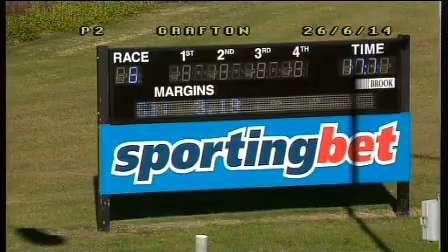 P2 GRAFTON 26/6/14
RACE 1ST 2ND 3RD 4TH TIME
BROOK
MARGINS
sportingbet